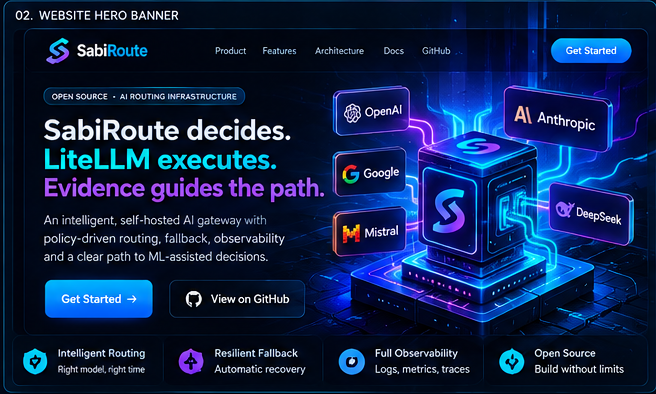 02. WEBSITE HERO BANNER
SabiRoute
Product
Features
Architecture
Docs
GitHub
Get Started
OPEN SOURCE • AI ROUTING INFRASTRUCTURE
SabiRoute decides.
LiteLLM executes.
Evidence guides the path.
An intelligent, self-hosted AI gateway with
policy-driven routing, fallback, observability
and a clear path to ML-assisted decisions.
Get Started →
View on GitHub
OpenAI
Google
Mistral
Anthropic
DeepSeek
Intelligent Routing
Right model, right time
Resilient Fallback
Automatic recovery
Full Observability
Logs, metrics, traces
Open Source
Build without limits